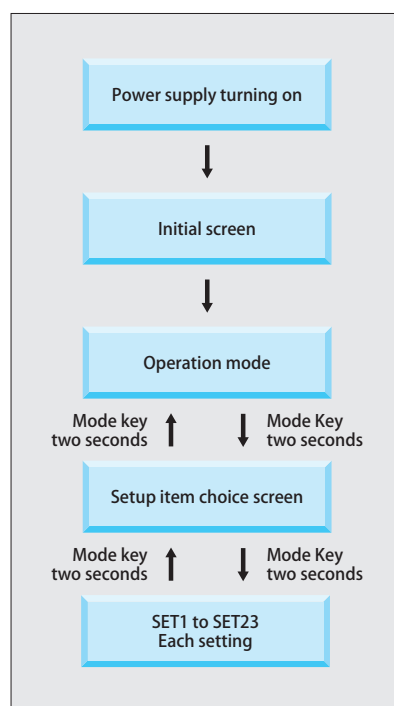 Power supply turning on
Initial screen
Operation mode
Mode key
two seconds
Mode Key
two seconds
Setup item choice screen
Mode key
two seconds
Mode Key
two seconds
SET1 to SET23
Each setting